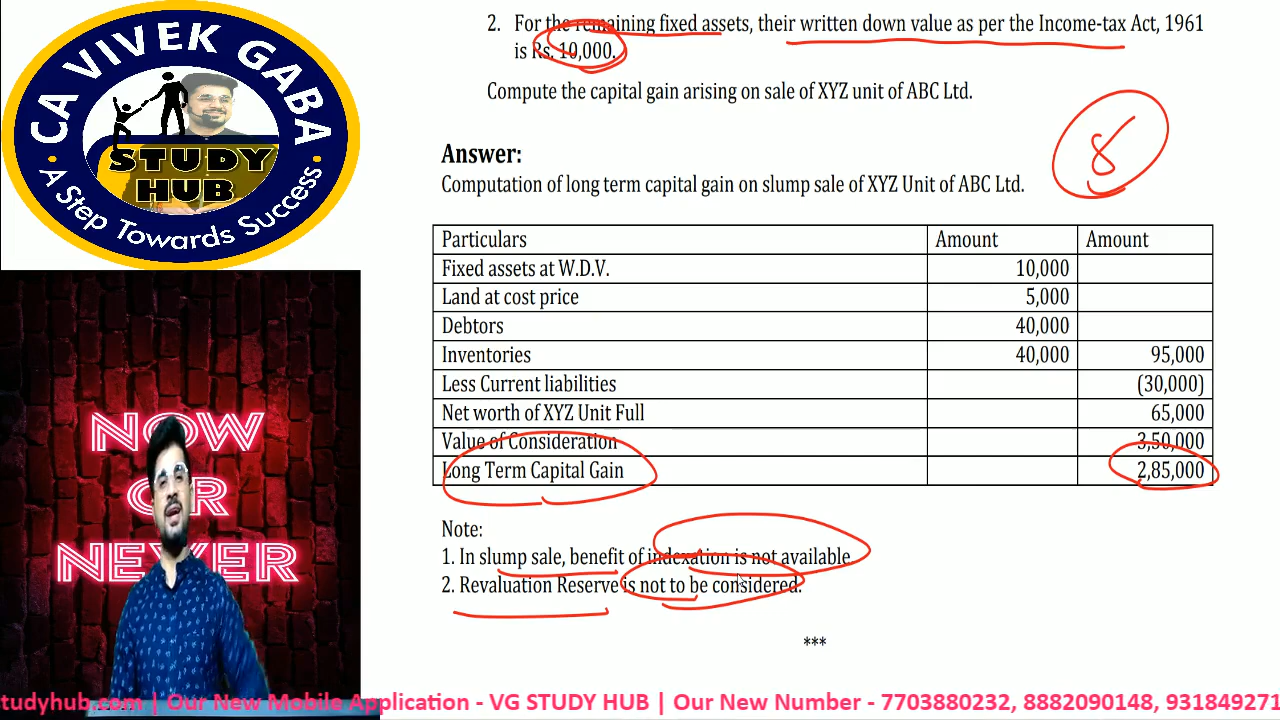 2. For the remaining fixed assets, their written down value as per the Income-tax Act, 1961
is Rs. 10,000.
Compute the capital gain arising on sale of XYZ unit of ABC Ltd.
8
Answer:
Computation of long term capital gain on slump sale of XYZ Unit of ABC Ltd.
Particulars Amount Amount
Fixed assets at W.D.V. 10,000
Land at cost price 5,000
Debtors 40,000
Inventories 40,000 95,000
Less Current liabilities (30,000)
Net worth of XYZ Unit Full 65,000
Value of Consideration 3,50,000
Long Term Capital Gain 2,85,000
Note:
1. In slump sale, benefit of indexation is not available.
2. Revaluation Reserve is not to be considered.
***
CA VIVEK GABA
STUDY
HUB
• A Step Towards Success •
NOW
OR
NEVER
studyhub.com | Our New Mobile Application - VG STUDY HUB | Our New Number - 7703880232, 8882090148, 931849271